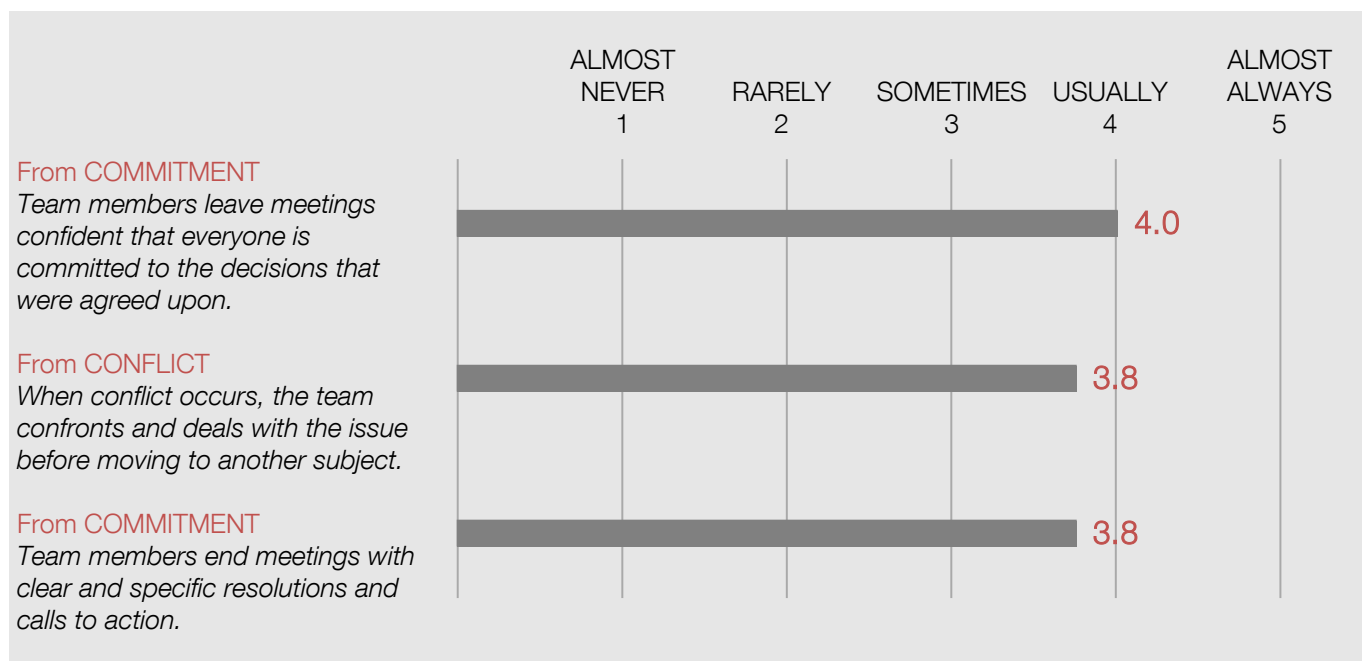 ALMOST NEVER 1
RARELY 2
SOMETIMES 3
USUALLY 4
ALMOST ALWAYS 5
From COMMITMENT
Team members leave meetings
confident that everyone is
committed to the decisions that
were agreed upon.
4.0
From CONFLICT
When conflict occurs, the team
confronts and deals with the issue
before moving to another subject.
3.8
From COMMITMENT
Team members end meetings with
clear and specific resolutions and
calls to action.
3.8